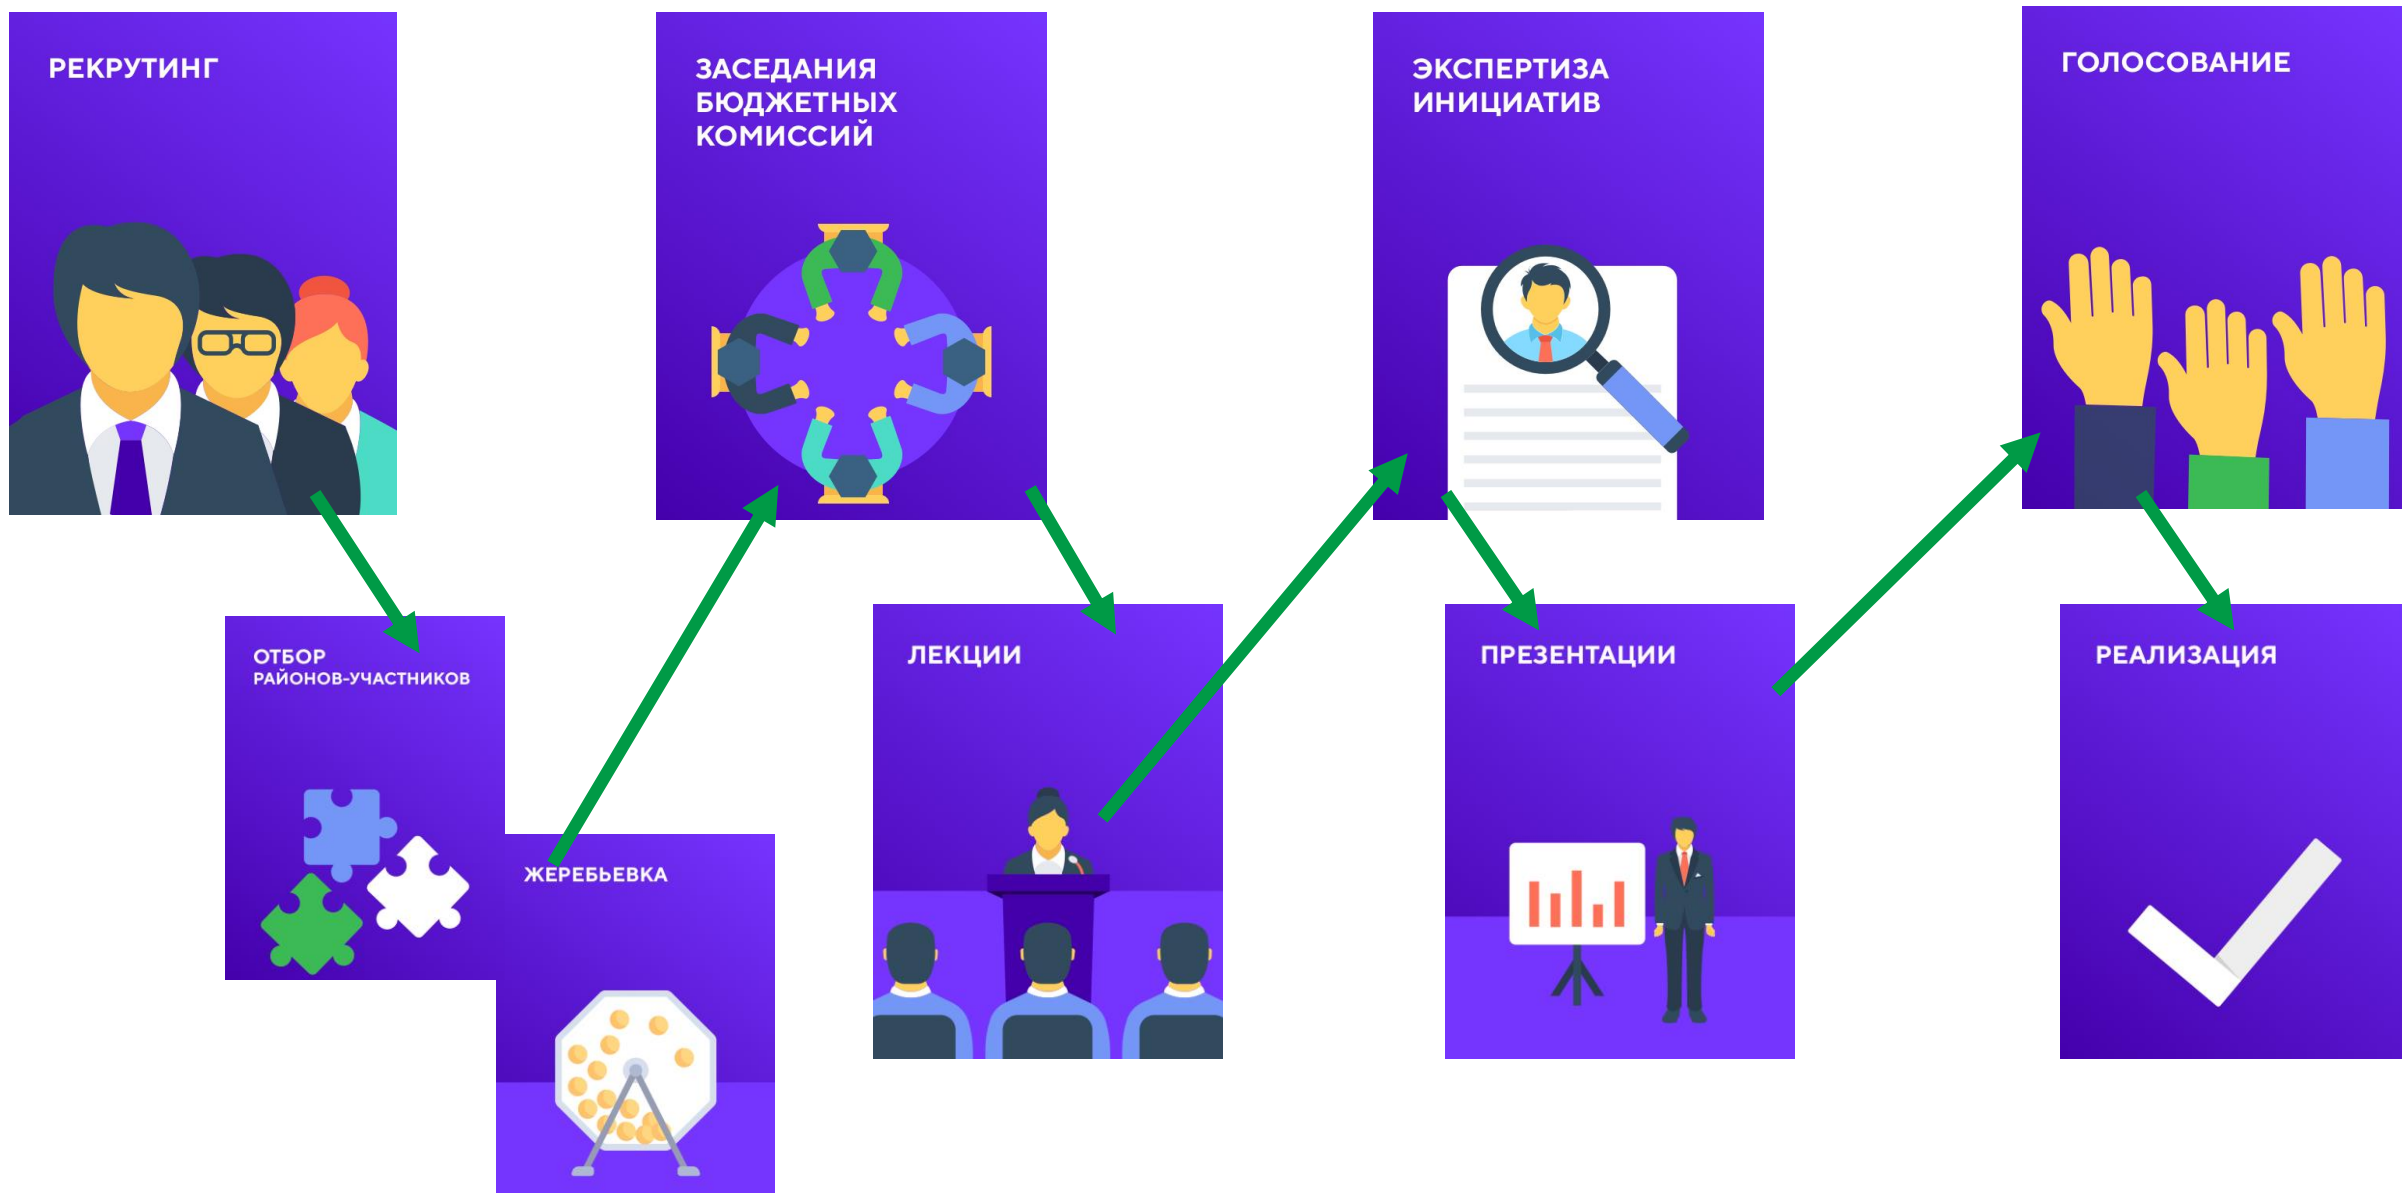 РЕКРУТИНГ
ОТБОР
РАЙОНОВ-УЧАСТНИКОВ
ЖЕРЕБЬЕВКА
ЗАСЕДАНИЯ
БЮДЖЕТНЫХ
КОМИССИЙ
ЛЕКЦИИ
ЭКСПЕРТИЗА
ИНИЦИАТИВ
ПРЕЗЕНТАЦИИ
ГОЛОСОВАНИЕ
РЕАЛИЗАЦИЯ